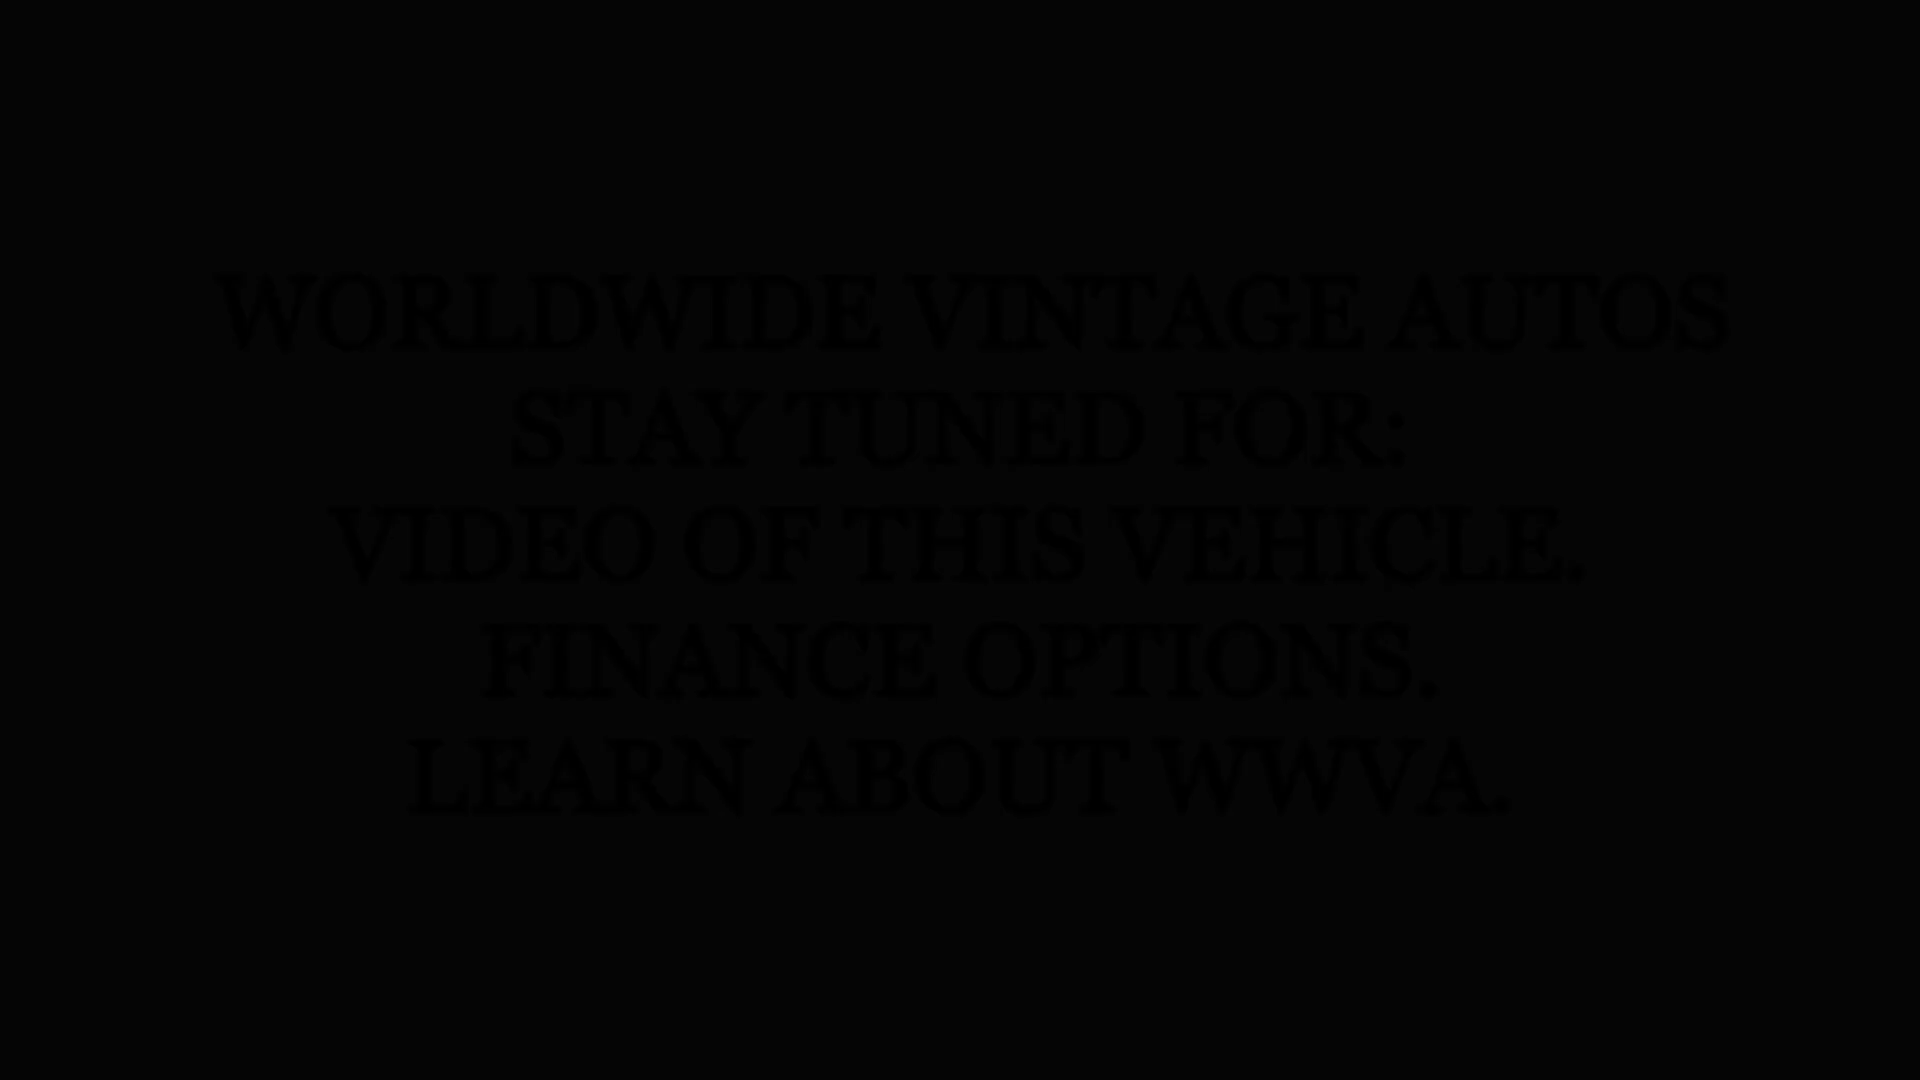 WORLDWIDE VINTAGE AUTOS
STAY TUNED FOR:
VIDEO OF THIS VEHICLE.
FINANCE OPTIONS.
LEARN ABOUT WWVA.